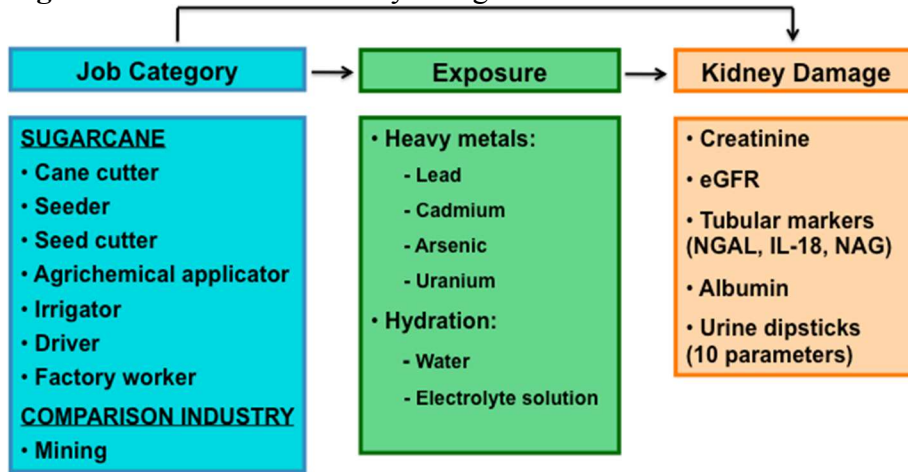 Job Category
Exposure
Kidney Damage
SUGARCANE
• Cane cutter
• Seeder
• Seed cutter
• Agrichemical applicator
• Irrigator
• Driver
• Factory worker
COMPARISON INDUSTRY
• Mining
• Heavy metals:
- Lead
- Cadmium
- Arsenic
- Uranium
• Hydration:
- Water
- Electrolyte solution
• Creatinine
• eGFR
• Tubular markers
(NGAL, IL-18, NAG)
• Albumin
• Urine dipsticks
(10 parameters)